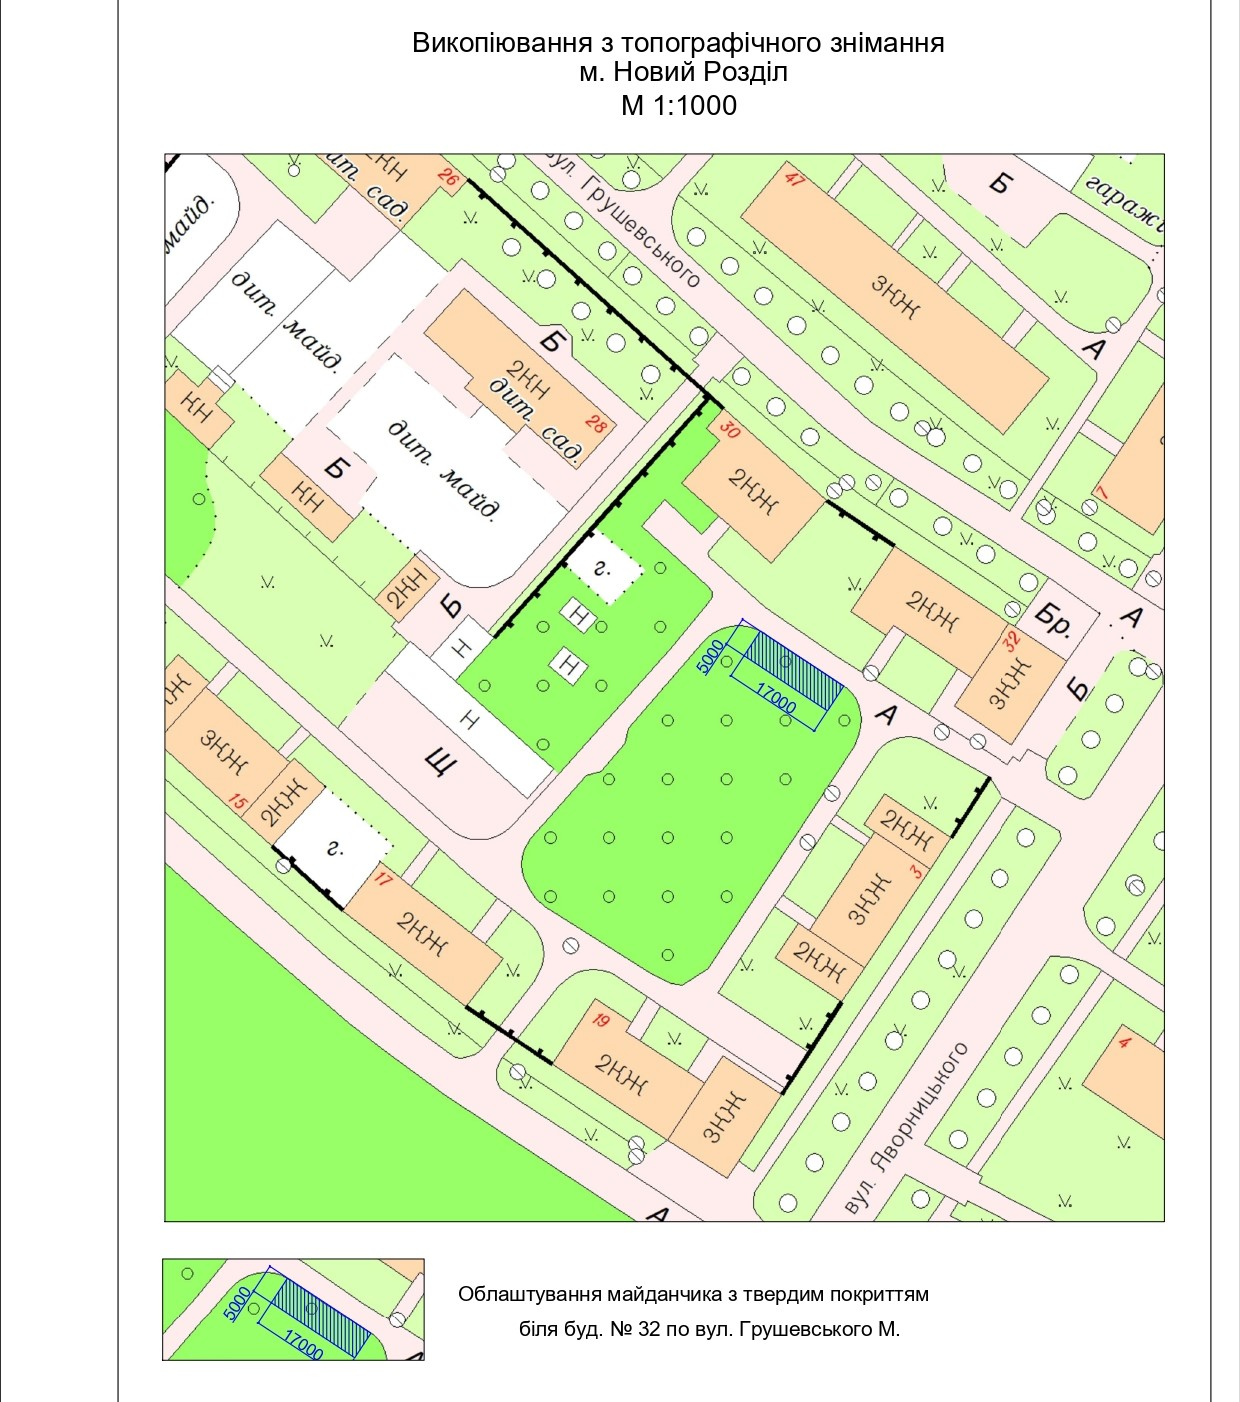 Викопіювання з топографічного знімання
м. Новий Розділ
М 1:1000
2КН
дит. сад.
26
майд.
вул. Грушевського
47
3КЖ
Б
гаражі
А
дит. майд.
Б
2КН
дит. сад.
28
КН
Б
дит. майд.
КН
30
2КЖ
7
2КН
Б
г.
Н
Н
Н
Н
2КЖ
32
3КЖ
Бр.
А
Б
5000
17000
А
КЖ
3КЖ
15
2КЖ
Щ
г.
17
2КЖ
2КЖ
3
3КЖ
2КЖ
19
2КЖ
3КЖ
4
вул. Яворницького
А
5000
17000
А
Облаштування майданчика з твердим покриттям
біля буд. № 32 по вул. Грушевського М.